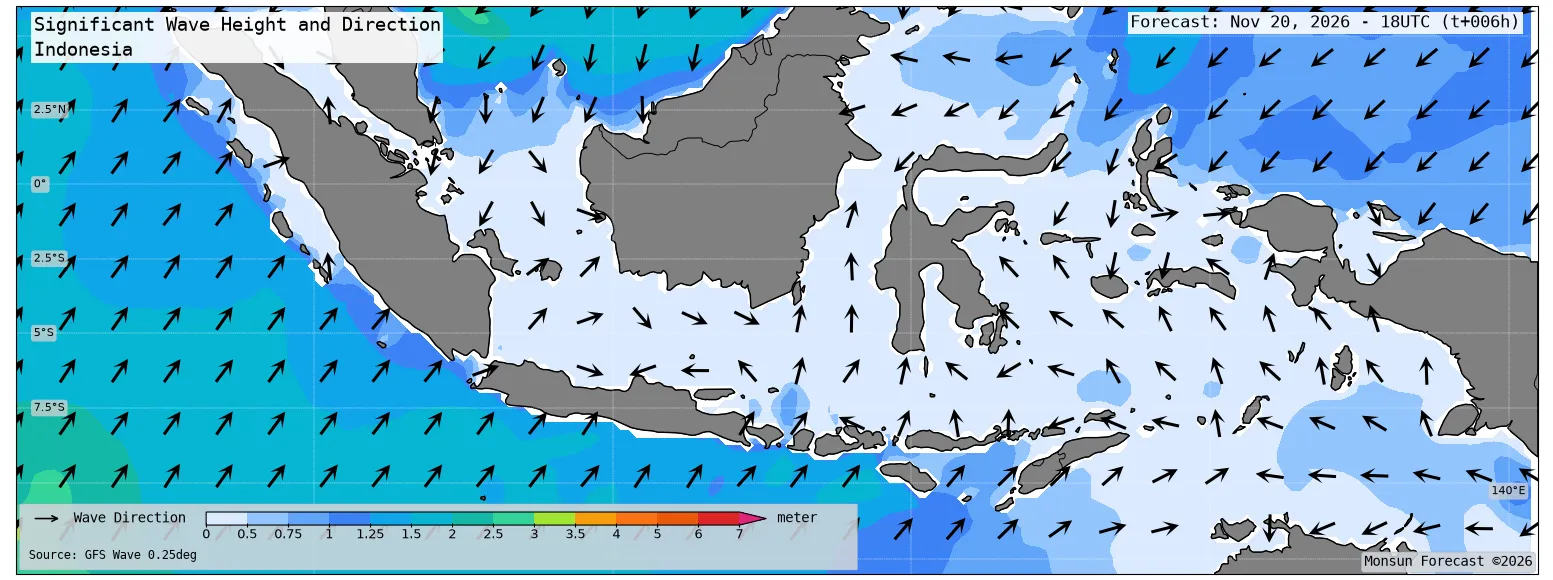 Significant Wave Height and Direction
Indonesia
Forecast: Nov 20, 2026 - 18UTC (t+006h)
2.5°N
0°
2.5°S
5°S
7.5°S
140°E
Wave Direction
0 0.5 0.75 1 1.25 1.5 2 2.5 3 3.5 4 5 6 7
meter
Source: GFS Wave 0.25deg
Monsun Forecast ©2026